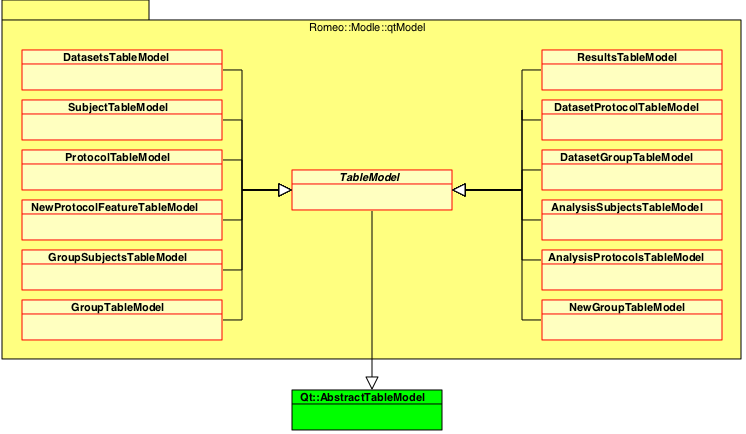 Romeo::Modle::qtModel
DatasetsTableModel
SubjectTableModel
ProtocolTableModel
NewProtocolFeatureTableModel
GroupSubjectsTableModel
GroupTableModel
TableModel
ResultsTableModel
DatasetProtocolTableModel
DatasetGroupTableModel
AnalysisSubjectsTableModel
AnalysisProtocolsTableModel
NewGroupTableModel
Qt::AbstractTableModel